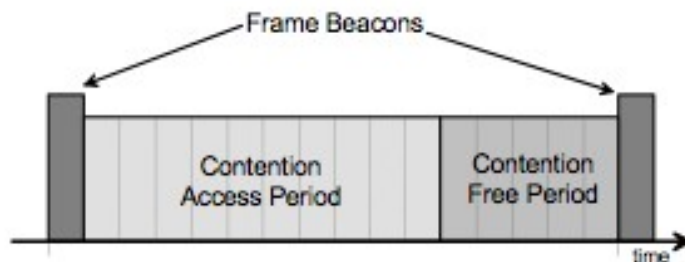 Frame Beacons
Contention
Access Period
Contention
Free Period
time